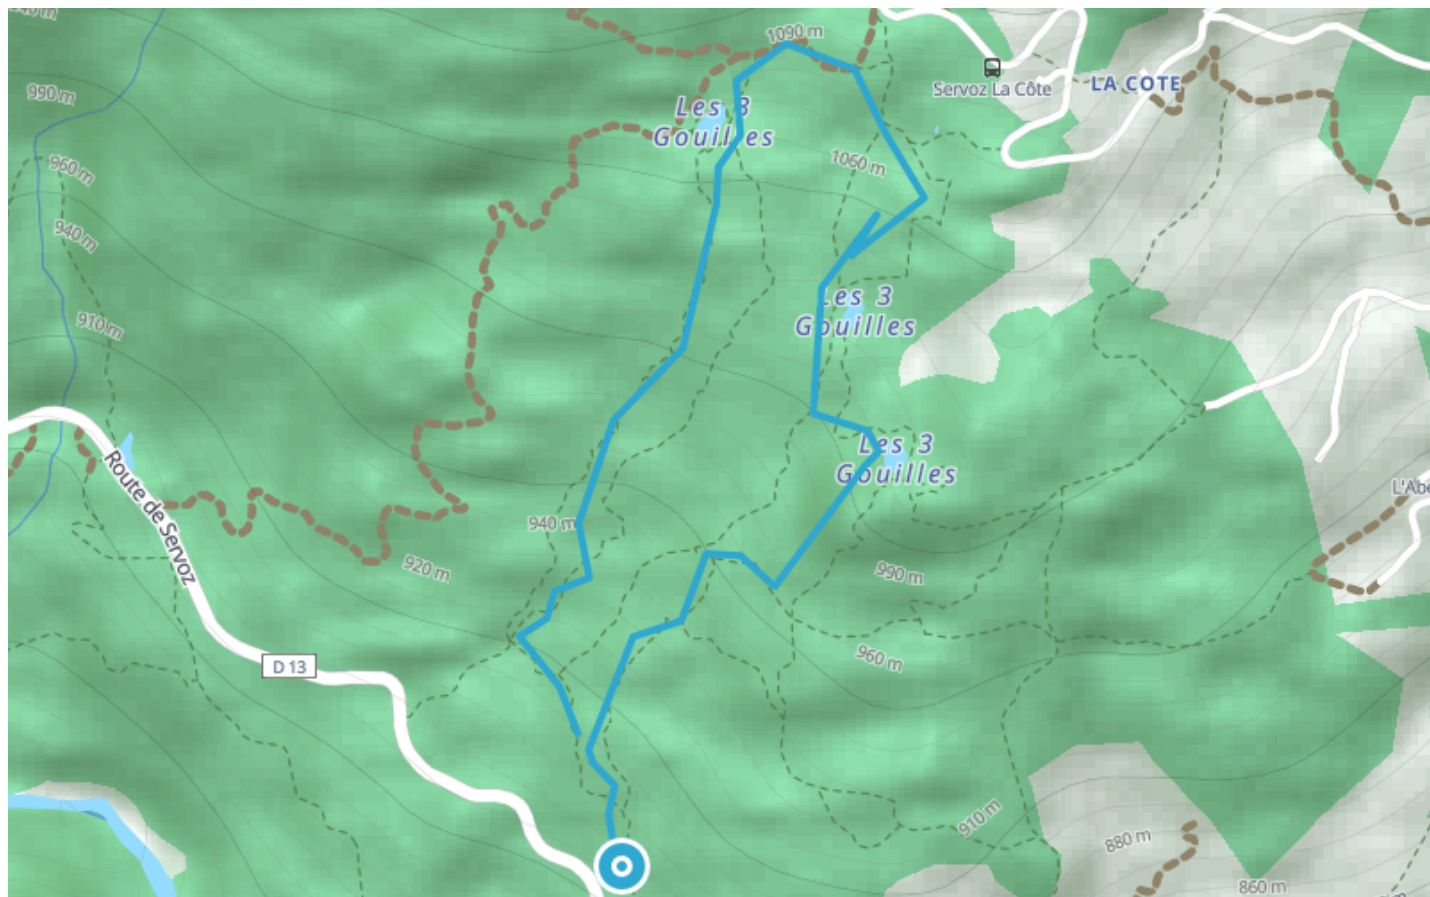 1090 m
990 m
Servoz La Côte
LA COTE
Les 3
Gouilles
1060 m
960 m
940 m
Les 3
Gouilles
910 m
Les 3
Gouilles
L'Abe
Route de Servoz
940 m
920 m
990 m
D 13
960 m
910 m
880 m
860 m